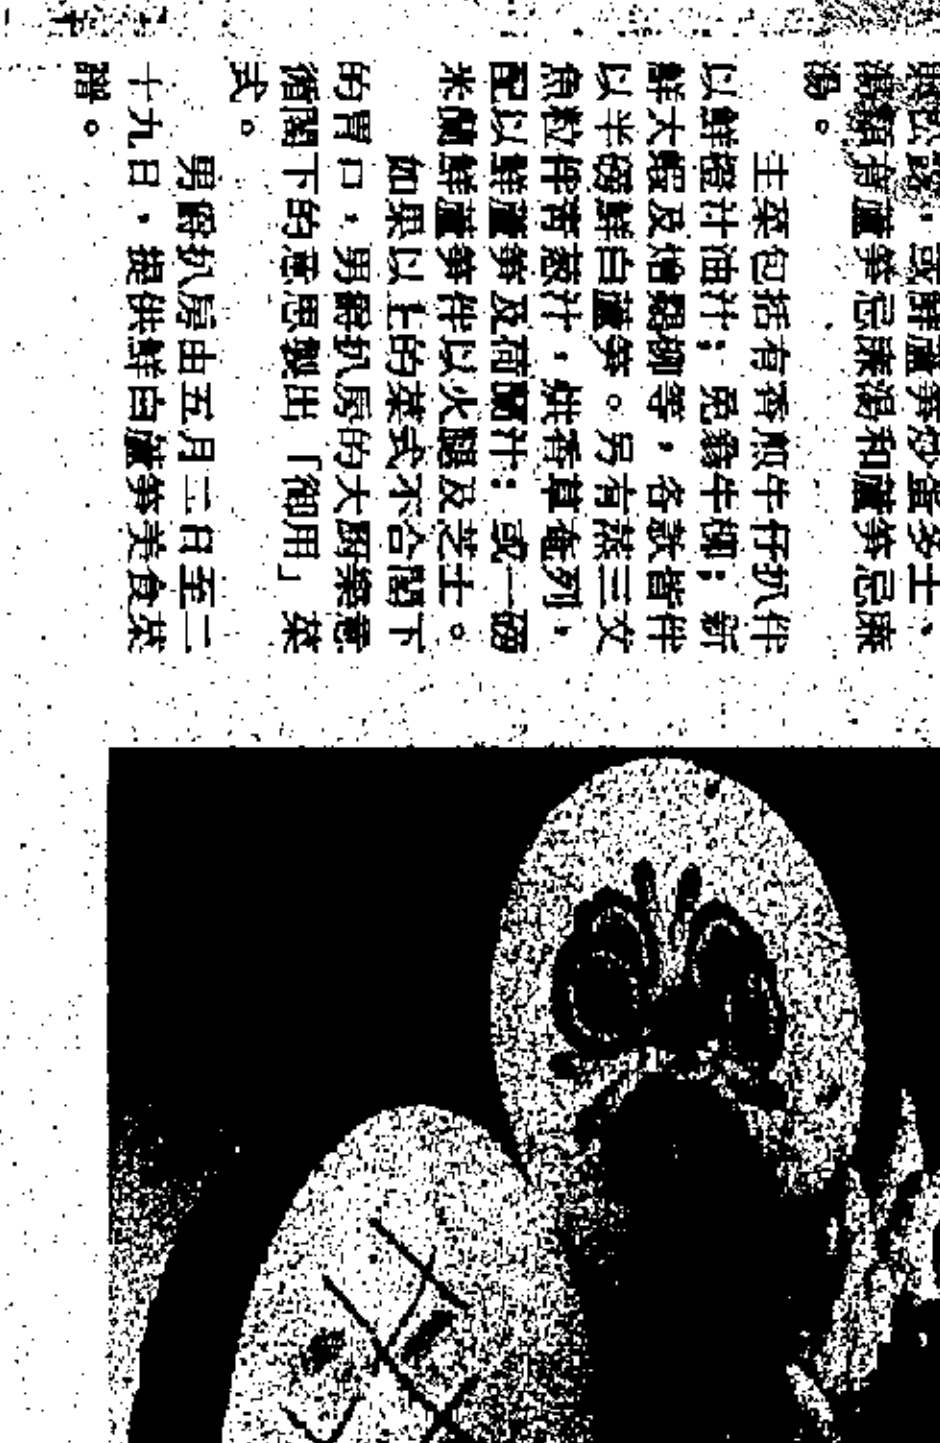 或鮮蘆筍炒蛋多士、
湯類有蘆筍忌廉湯和蘆筍忌廉
湯。
主菜包括有香煎牛仔扒伴
以鮮橙汁油汁；免翁牛柳；新
鮮大蝦及燴雞柳等，各款皆伴
以半磅鮮白蘆筍。另有蒸三文
魚粒伴青葱汁，焗香草奄列，
配以鮮蘆筍及荷蘭汁；或一磅
米蘭鮮蘆筍伴以火腿及芝士。
如果以上的菜式不合閣下
的胃口，男爵扒房的大廚樂意
循閣下的意思製出「御用」菜
式。
男爵扒房由五月二日至二
十九日，提供鮮白蘆筍美食菜
譜。